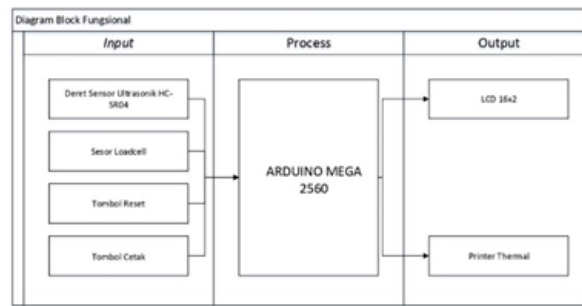 Diagram Block Fungsional
Input
Process
Output
Deret Sensor Ultrasonik HC-
SR04
Sesor Loadcell
Tombol Reset
Tombol Cetak
ARDUINO MEGA
2560
LCD 16x2
Printer Thermal